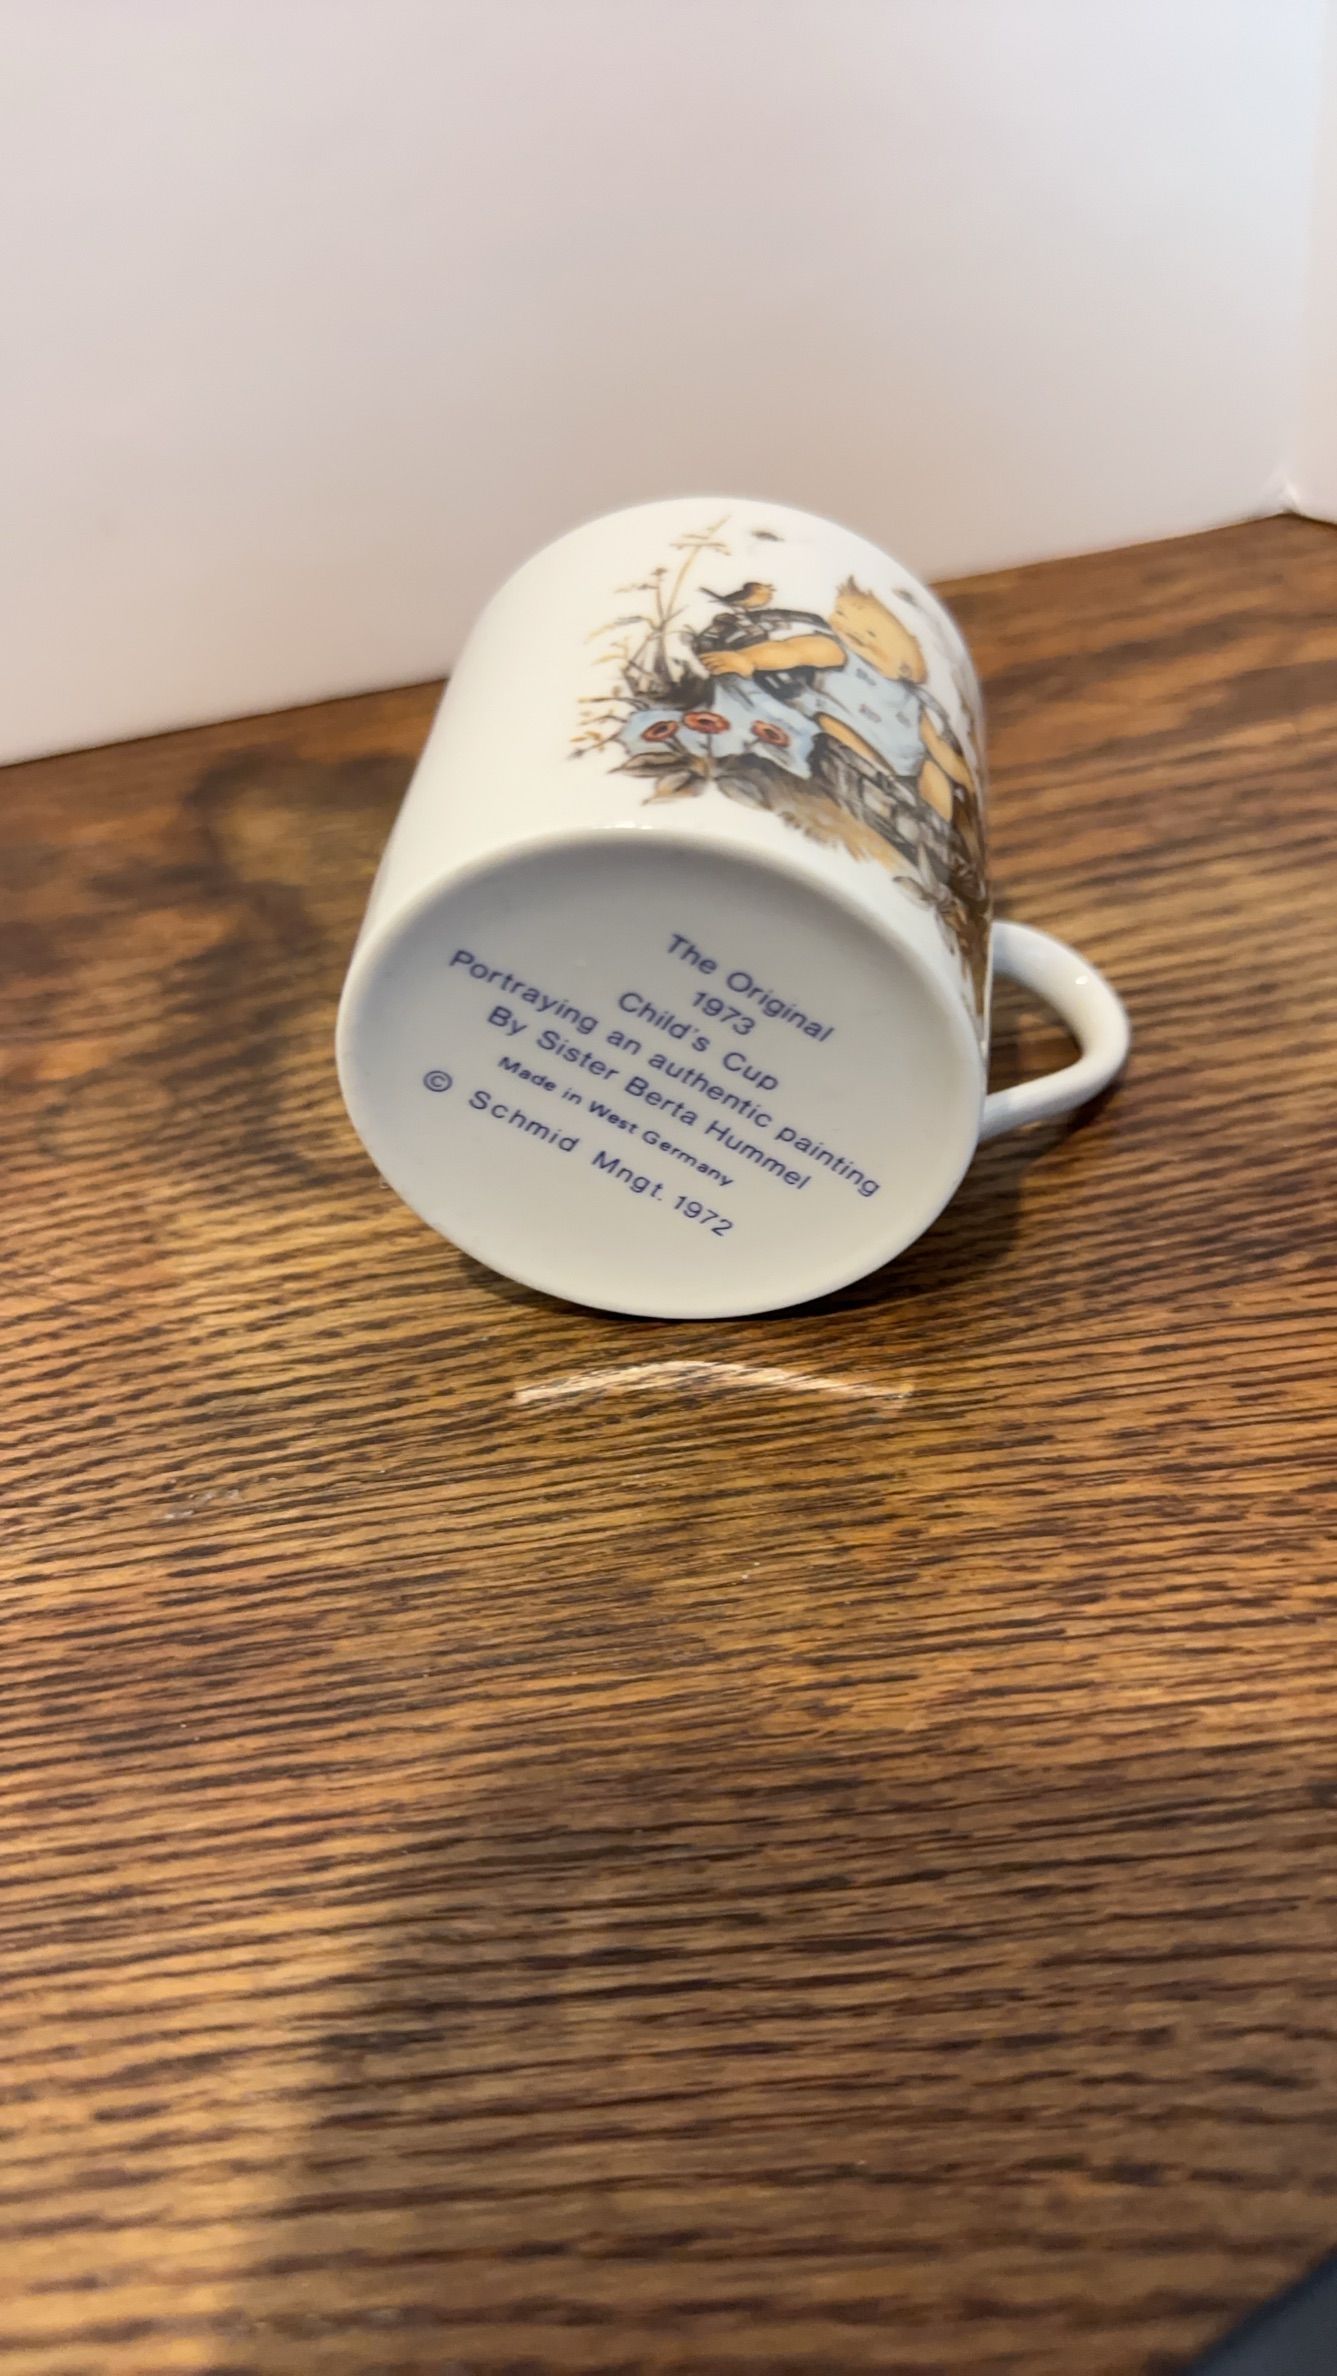 The Original
1973
Child's Cup
Portraying an authentic painting
By Sister Berta Hummel
Made in West Germany
© Schmid Mngt. 1972